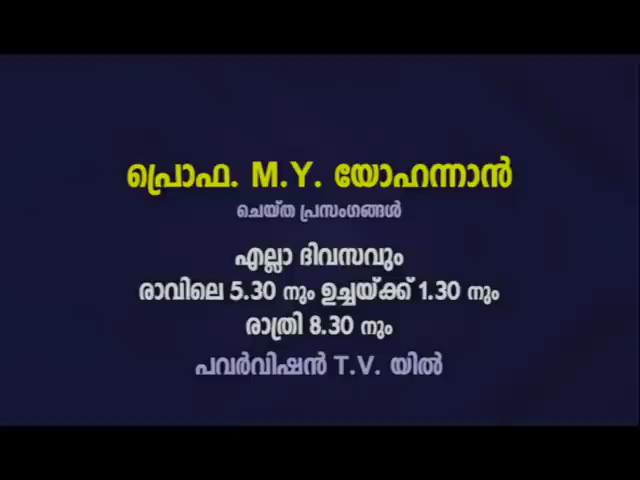 പ്രൊഫ. M.Y. യോഹന്നാൻ
ചെയ്ത പ്രസംഗങ്ങൾ
എല്ലാ ദിവസവും
രാവിലെ 5.30 നും ഉച്ചയ്ക്ക് 1.30 നും
രാത്രി 8.30 നും
പവർവിഷൻ T.V. യിൽ